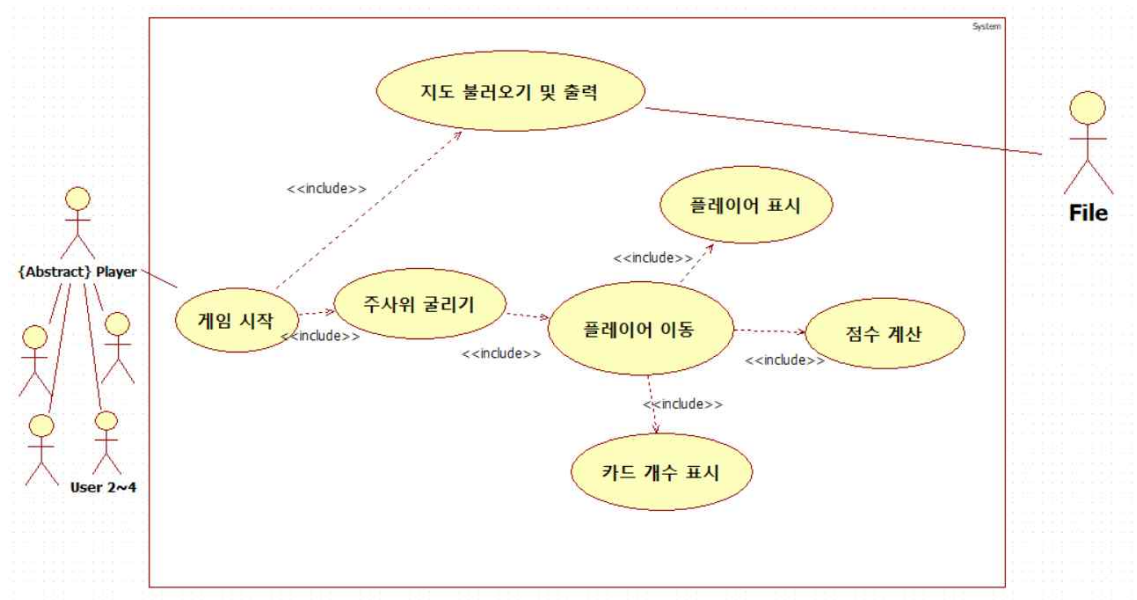 System
지도 불러오기 및 출력
<<include>>
File
플레이어 표시
<<include>>
{Abstract} Player
게임 시작
<<include>>
주사위 굴리기
<<include>>
플레이어 이동
<<include>>
점수 계산
<<include>>
카드 개수 표시
User 2~4